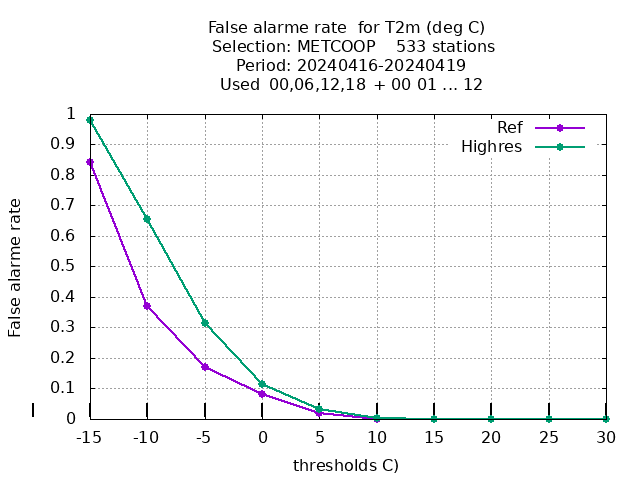 False alarme rate  for T2m (deg C)
Selection: METCOOP    533 stations
Period: 20240416-20240419
Used  00,06,12,18  + 00 01 ... 12
Ref
Highres
False alarme rate
1
0.9
0.8
0.7
0.6
0.5
0.4
0.3
0.2
0.1
0
-15 -10 -5 0 5 10 15 20 25 30
thresholds C)